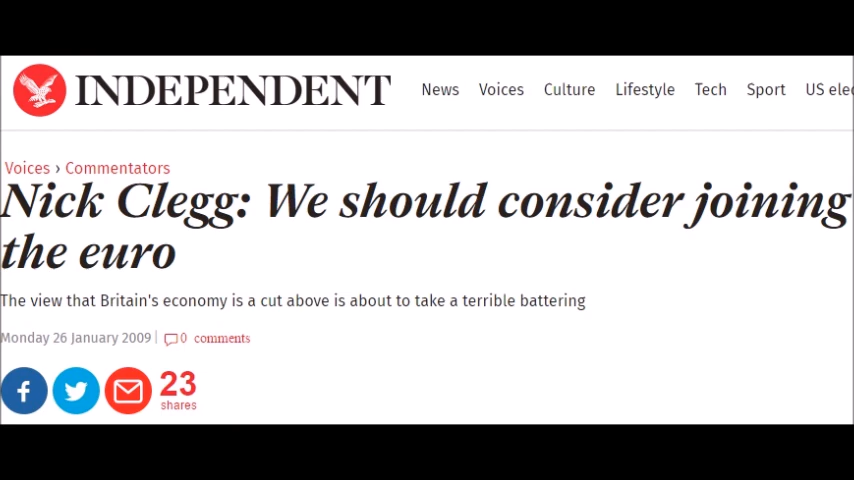 INDEPENDENT News Voices Culture Lifestyle Tech Sport US elec
Voices › Commentators
Nick Clegg: We should consider joining
the euro
The view that Britain's economy is a cut above is about to take a terrible battering
Monday 26 January 2009 | 0 comments
23
shares